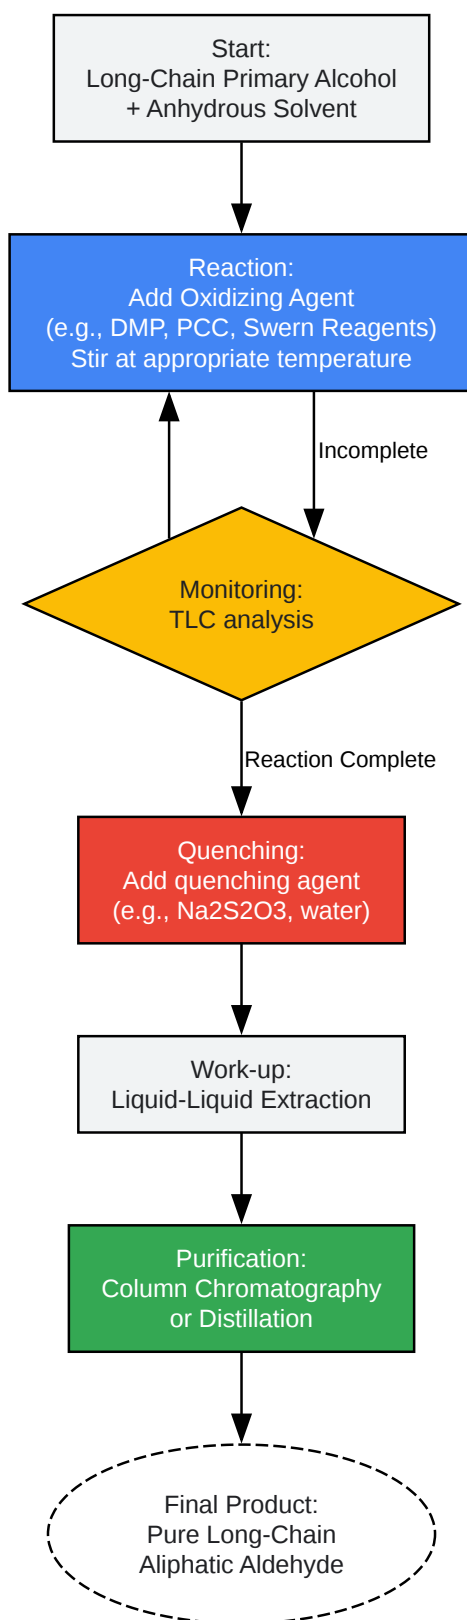 Start:
Long-Chain Primary Alcohol
+ Anhydrous Solvent
Reaction:
Add Oxidizing Agent
(e.g., DMP, PCC, Swern Reagents)
Stir at appropriate temperature
Incomplete
Monitoring:
TLC analysis
Reaction Complete
Quenching:
Add quenching agent
(e.g., Na2S2O3, water)
Work-up:
Liquid-Liquid Extraction
Purification:
Column Chromatography
or Distillation
Final Product:
Pure Long-Chain
Aliphatic Aldehyde